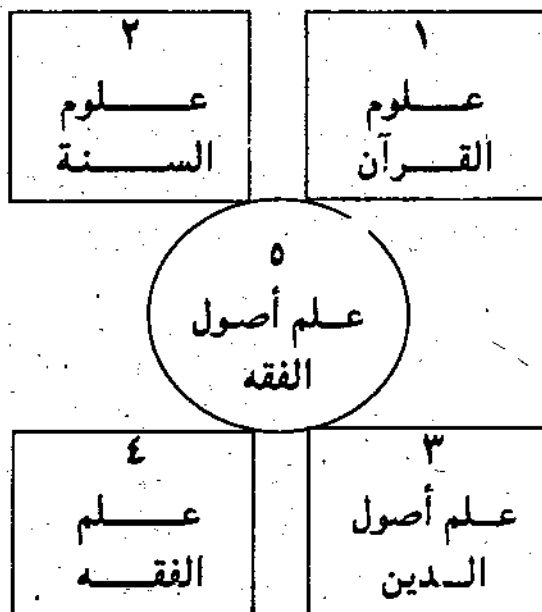 ١
علوم
القرآن
٢
علوم
السنة
٥
علم أصول
الفقه
٣
علم أصول
الدين
٤
علم
الفقه